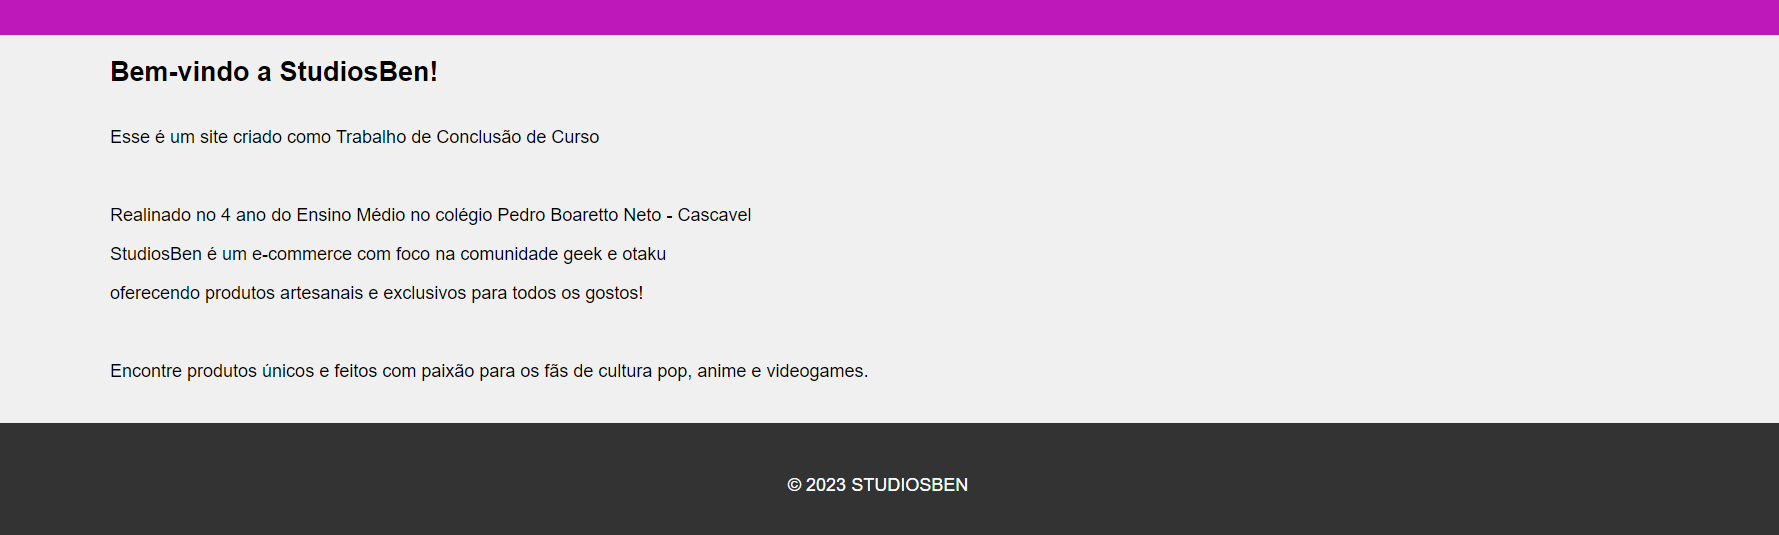 Bem-vindo a StudiosBen!
Esse é um site criado como Trabalho de Conclusão de Curso
Realinado no 4 ano do Ensino Médio no colégio Pedro Boaretto Neto - Cascavel
StudiosBen é um e-commerce com foco na comunidade geek e otaku
oferecendo produtos artesanais e exclusivos para todos os gostos!
Encontre produtos únicos e feitos com paixão para os fãs de cultura pop, anime e videogames.
© 2023 STUDIOSBEN